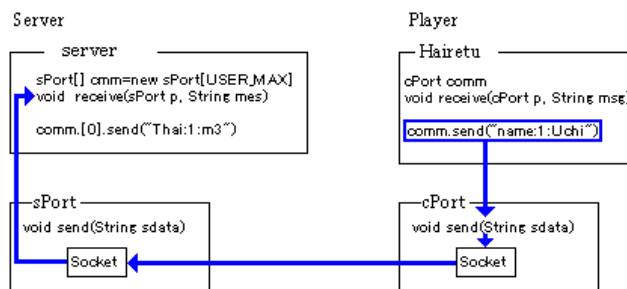 Server
server
sPort[] cmm=new sPort[USER_MAX]
void receive(sPort p, String mes)
comm.[0].send("Thai:1:m3")
sPort
void send(String sdata)
Socket
Player
Hairetu
cPort comm
void receive(cPort p, String msg)
comm.send("name:1:Uchi")
cPort
void send(String sdata)
Socket